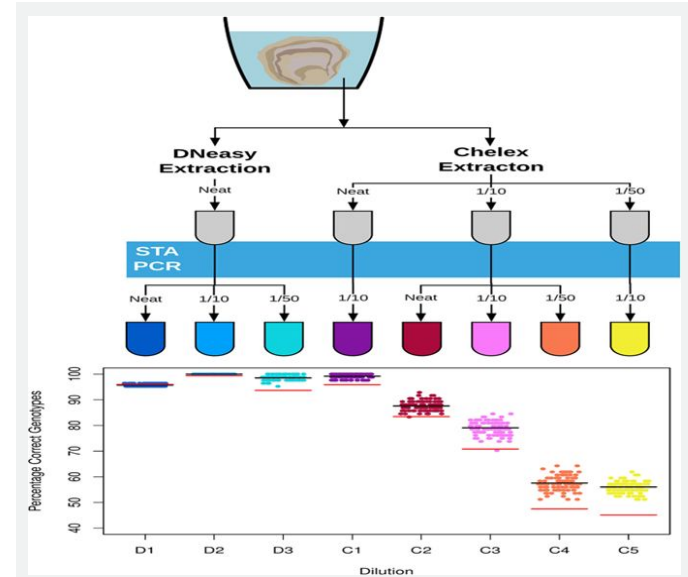 DNeasy
Extraction
Chelex
Extracton
Neat
Neat
1/10
1/50
STA
PCR
Neat
1/10
1/50
1/10
Neat
1/10
1/50
1/10
Percentage Correct Genotypes
100
90
80
70
60
50
40
D1
D2
D3
C1
C2
C3
C4
C5
Dilution